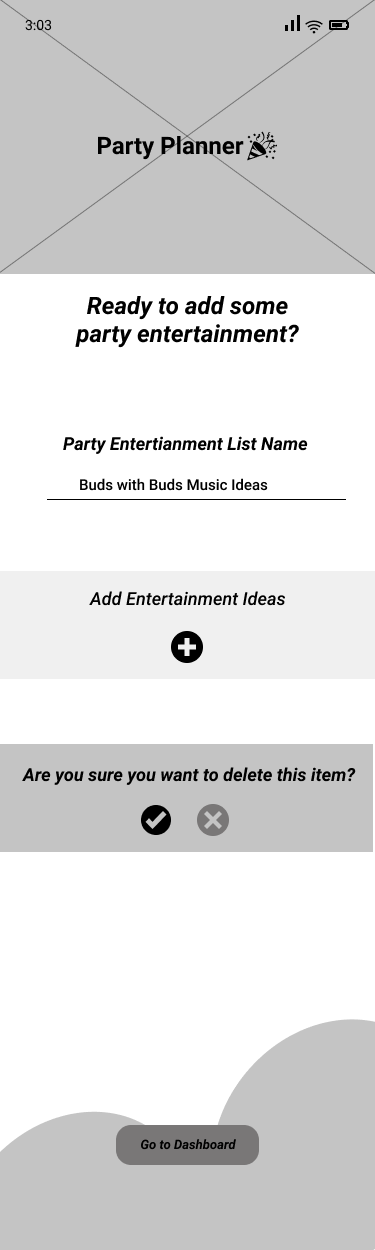 3:03
Party Planner
Ready to add some
party entertainment?
Party Entertianment List Name
Buds with Buds Music Ideas
Add Entertainment Ideas
Are you sure you want to delete this item?
Go to Dashboard